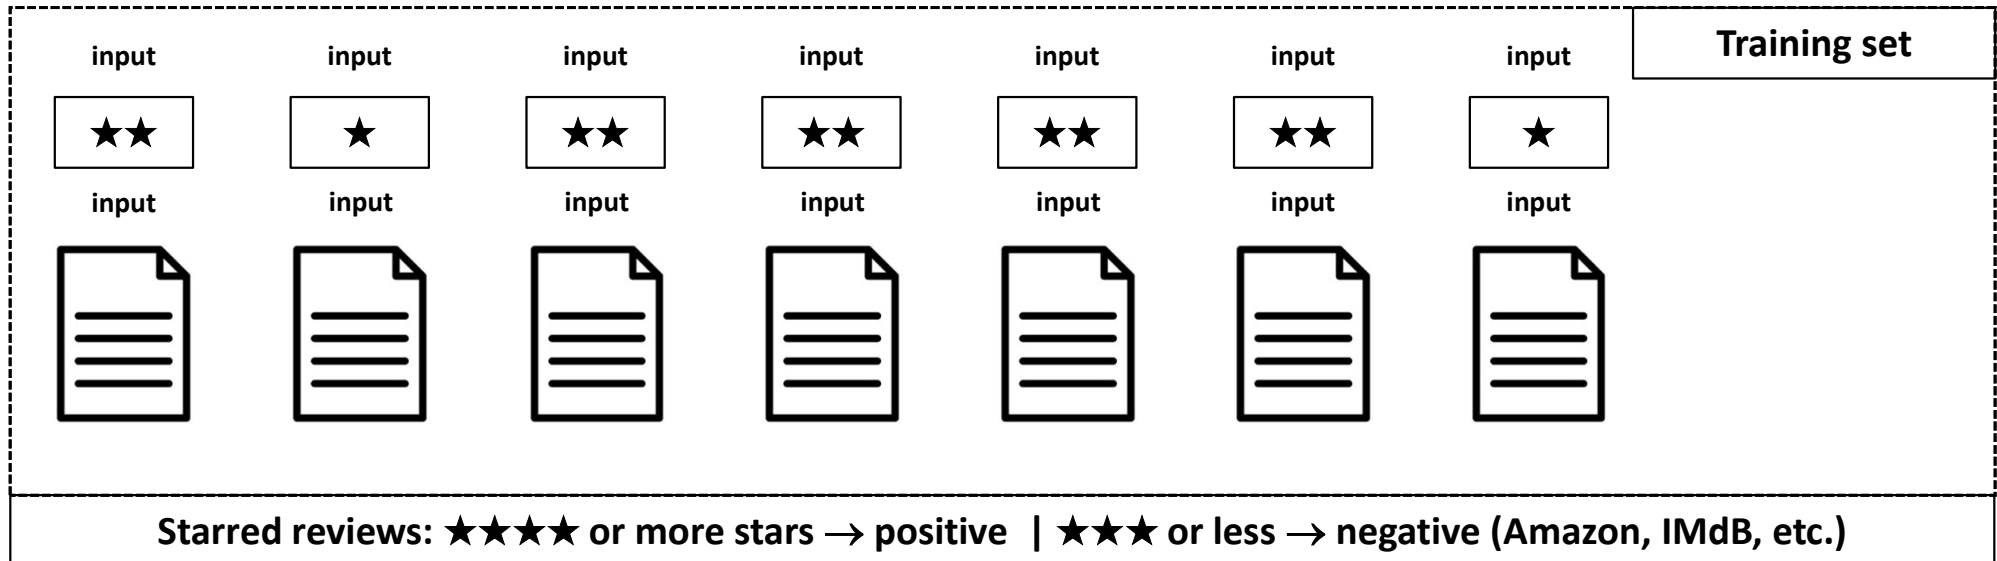 input input input input input input input Training set
★★ ★ ★★ ★★ ★★ ★★ ★
input input input input input input input
Starred reviews: ★★★★ or more stars → positive | ★★★ or less → negative (Amazon, IMdB, etc.)